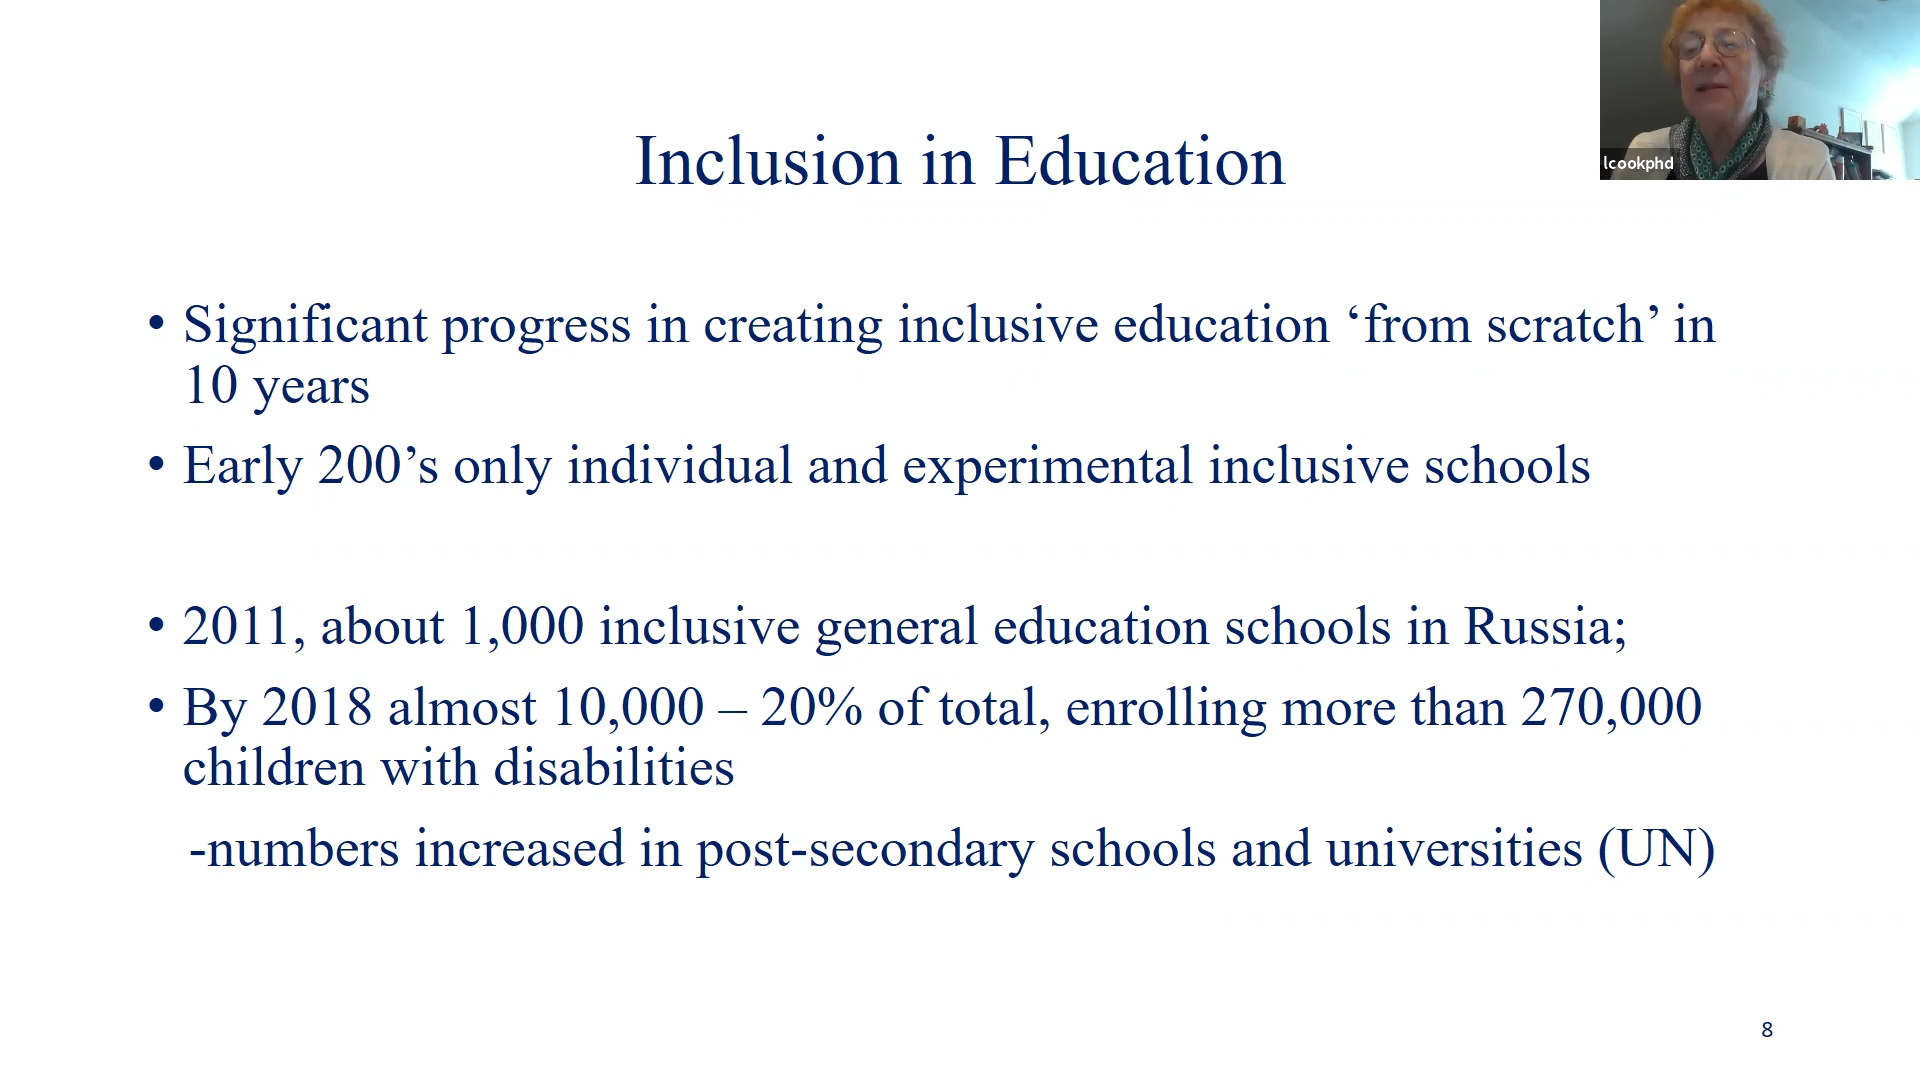 lcookphd
Inclusion in Education
• Significant progress in creating inclusive education ‘from scratch’ in
10 years
• Early 200’s only individual and experimental inclusive schools
• 2011, about 1,000 inclusive general education schools in Russia;
• By 2018 almost 10,000 – 20% of total, enrolling more than 270,000
children with disabilities
-numbers increased in post-secondary schools and universities (UN)
8